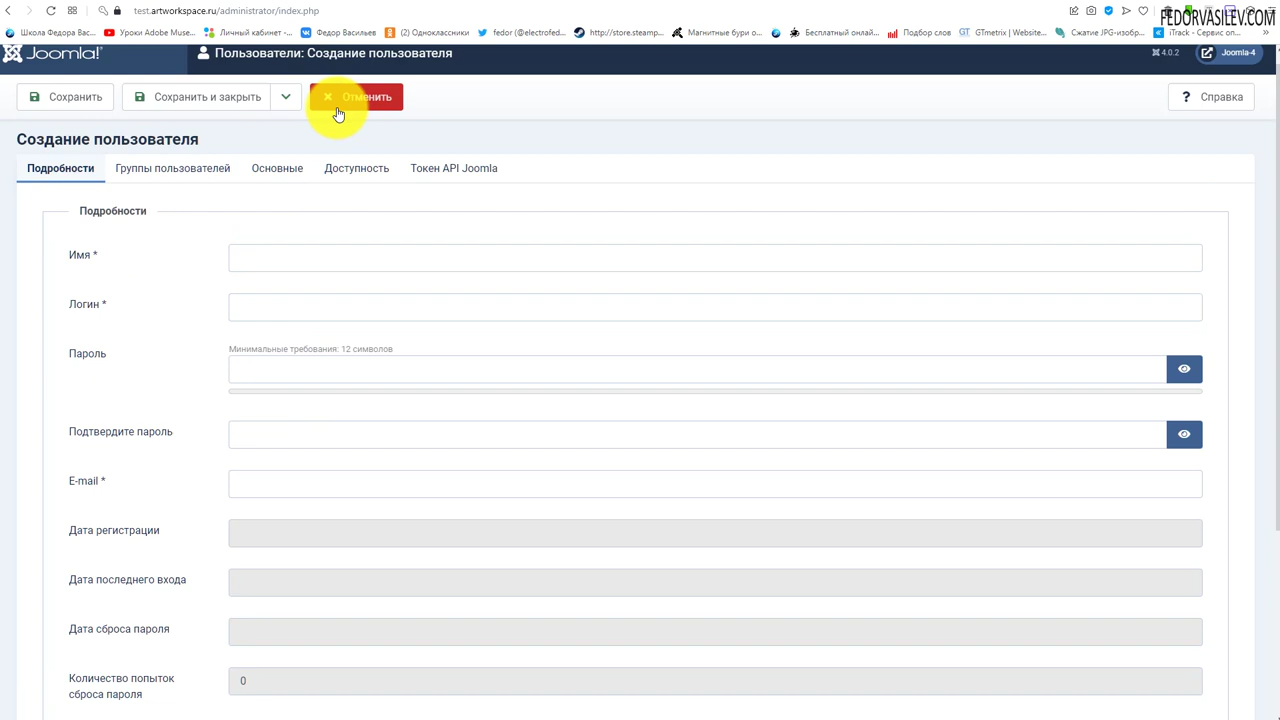 test.artworkspace.ru/administrator/index.php
FEDORVASILEV.COM
Школа Федора Вас... Уроки Adobe Muse... Личный кабинет -... Федор Васильев (2) Одноклассники fedor (@electrofed... http://store.steamp... Магнитные бури о... Бесплатный онлай... Подбор слов GTmetrix | Website... Сжатие JPG-изобр... iTrack - Сервис оп... »
Joomla! Пользователи: Создание пользователя 4.0.2 Joomla-4
Сохранить Сохранить и закрыть Отменить ? Справка
Создание пользователя
Подробности Группы пользователей Основные Доступность Токен API Joomla
Подробности
Имя *
Логин *
Минимальные требования: 12 символов
Пароль
Подтвердите пароль
E-mail *
Дата регистрации
Дата последнего входа
Дата сброса пароля
Количество попыток
сброса пароля
0